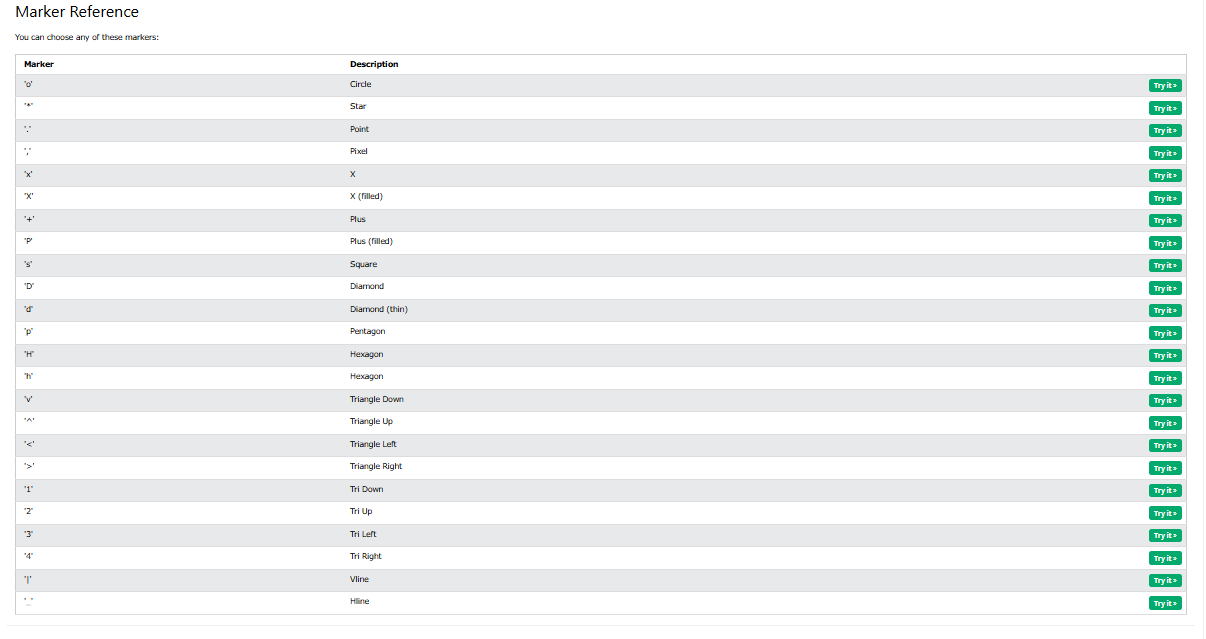 Marker Reference
You can choose any of these markers:
Marker Description
'o' Circle Try it »
'*' Star Try it »
'.' Point Try it »
',' Pixel Try it »
'x' X Try it »
'X' X (filled) Try it »
'+' Plus Try it »
'P' Plus (filled) Try it »
's' Square Try it »
'D' Diamond Try it »
'd' Diamond (thin) Try it »
'p' Pentagon Try it »
'H' Hexagon Try it »
'h' Hexagon Try it »
'v' Triangle Down Try it »
'^' Triangle Up Try it »
'<' Triangle Left Try it »
'>' Triangle Right Try it »
'1' Tri Down Try it »
'2' Tri Up Try it »
'3' Tri Left Try it »
'4' Tri Right Try it »
'|' Vline Try it »
'_' Hline Try it »